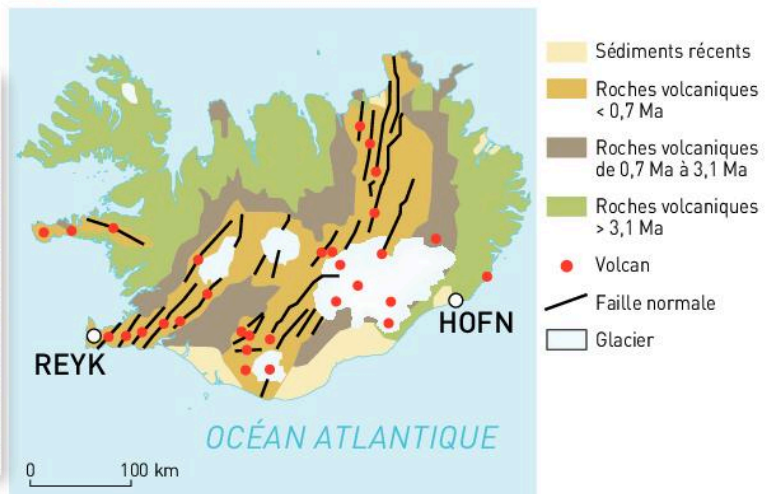 Sédiments récents
Roches volcaniques
< 0,7 Ma
Roches volcaniques
de 0,7 Ma à 3,1 Ma
Roches volcaniques
> 3,1 Ma
Volcan
Faille normale
Glacier
HOFN
REYK
OCÉAN ATLANTIQUE
0 100 km